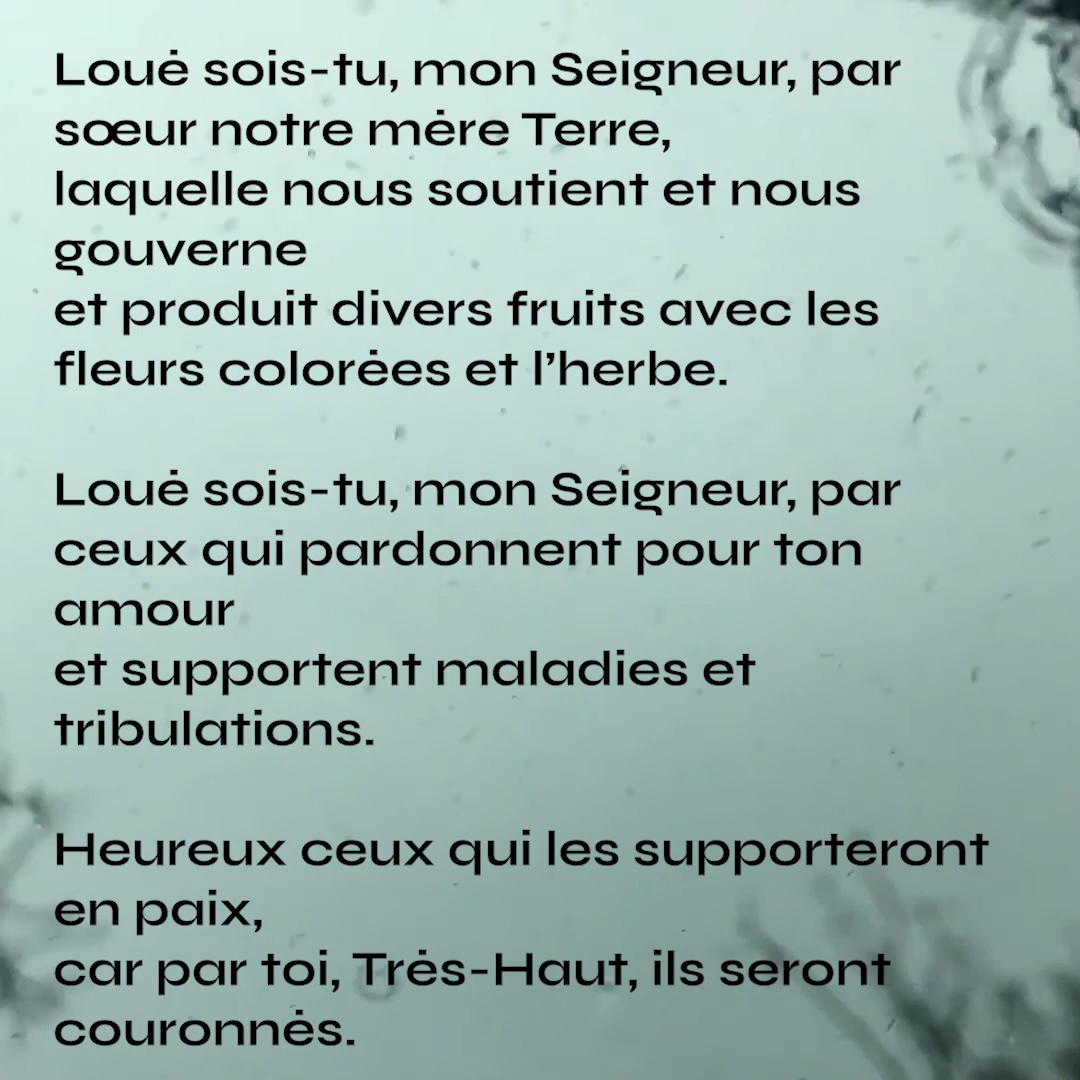 Loué sois-tu, mon Seigneur, par
sœur notre mère Terre,
laquelle nous soutient et nous
gouverne
et produit divers fruits avec les
fleurs colorées et l’herbe.
Loué sois-tu, mon Seigneur, par
ceux qui pardonnent pour ton
amour
et supportent maladies et
tribulations.
Heureux ceux qui les supporteront
en paix,
car par toi, Très-Haut, ils seront
couronnés.